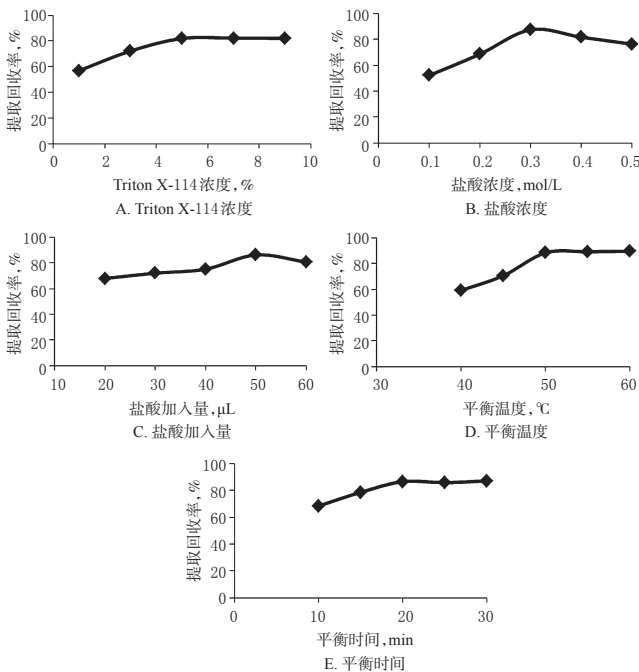 提取回收率, %
100
80
60
40
20
0
0 2 4 6 8 10
Triton X-114浓度, %
A. Triton X-114浓度
提取回收率, %
100
80
60
40
20
0
0 0.1 0.2 0.3 0.4 0.5
盐酸浓度, mol/L
B. 盐酸浓度
提取回收率, %
100
80
60
40
20
0
10 20 30 40 50 60
盐酸加入量, μL
C. 盐酸加入量
提取回收率, %
100
80
60
40
20
0
30 40 50 60
平衡温度, ℃
D. 平衡温度
提取回收率, %
100
80
60
40
20
0
0 10 20 30
平衡时间, min
E. 平衡时间